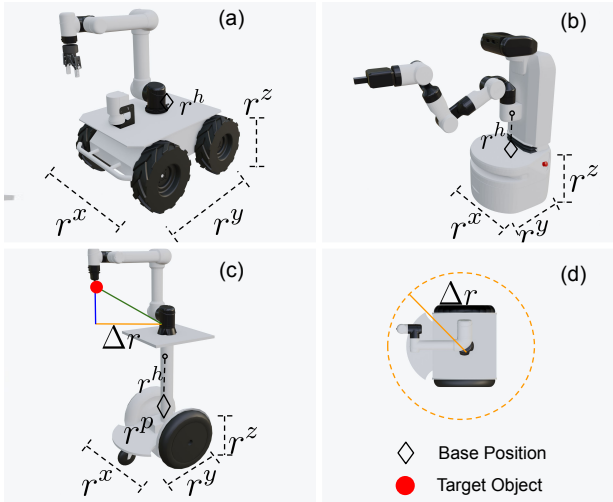 (a)
r^h
r^z
r^x
r^y
(b)
r^h
r^z
r^x
r^y
(c)
Δr
r^h
r^p
r^z
r^x
r^y
(d)
Δr
Base Position
Target Object